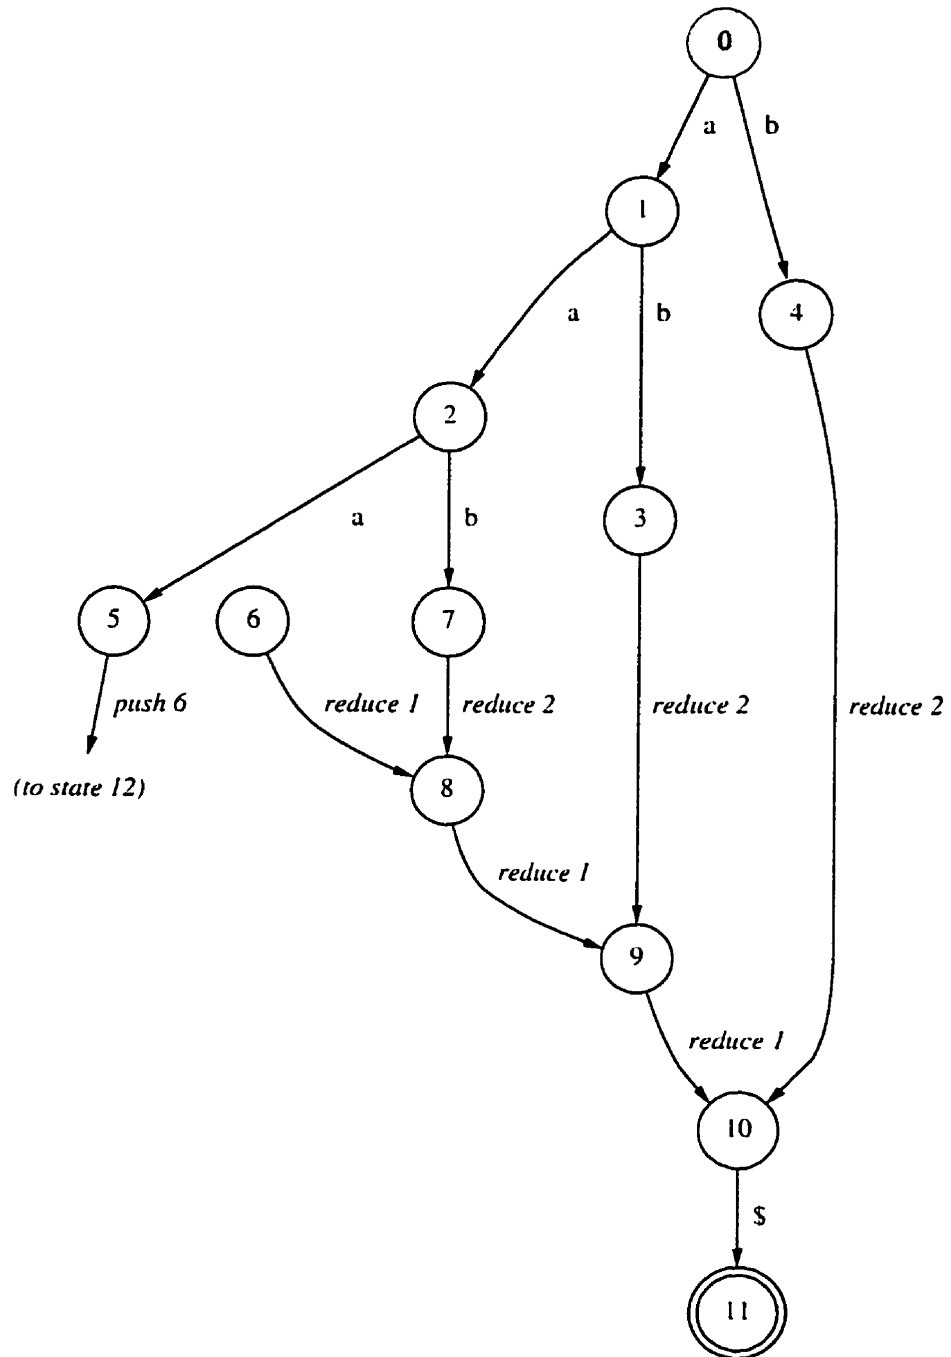 0
a b
1
a b
4
2
a b
3
5 6 7
push 6 reduce 1 reduce 2 reduce 2 reduce 2
(to state 12)
8
reduce 1
9
reduce 1
10
$
11